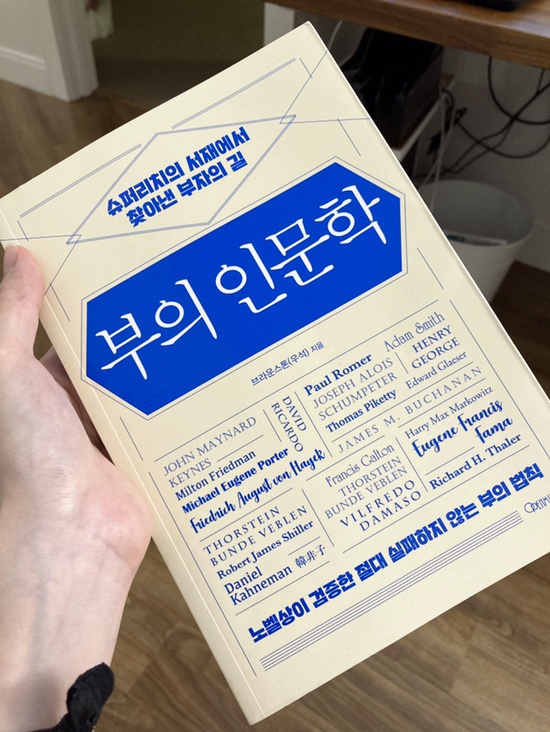 슈퍼리치의 서재에서
찾아낸 부자의 길
부의 인문학
브라운스톤(우석) 지음
JOHN MAYNARD
KEYNES
Milton Friedman
Michael Eugene Porter
Friedrich August von Hayek
DAVID
RICARDO
Paul Romer
JOSEPH ALOIS
SCHUMPETER
Thomas Piketty
Adam Smith
HENRY
GEORGE
Edward Glaeser
JAMES M. BUCHANAN
THORSTEIN
BUNDE VEBLEN
Robert James Shiller
Daniel
Kahneman
韓非子
Francis Galton
THORSTEIN
BUNDE VEBLEN
VILFREDO
DAMASO
Harry Max Markowitz
Eugene Francis
Fama
Richard H. Thaler
노벨상이 검증한 절대 실패하지 않는 부의 법칙